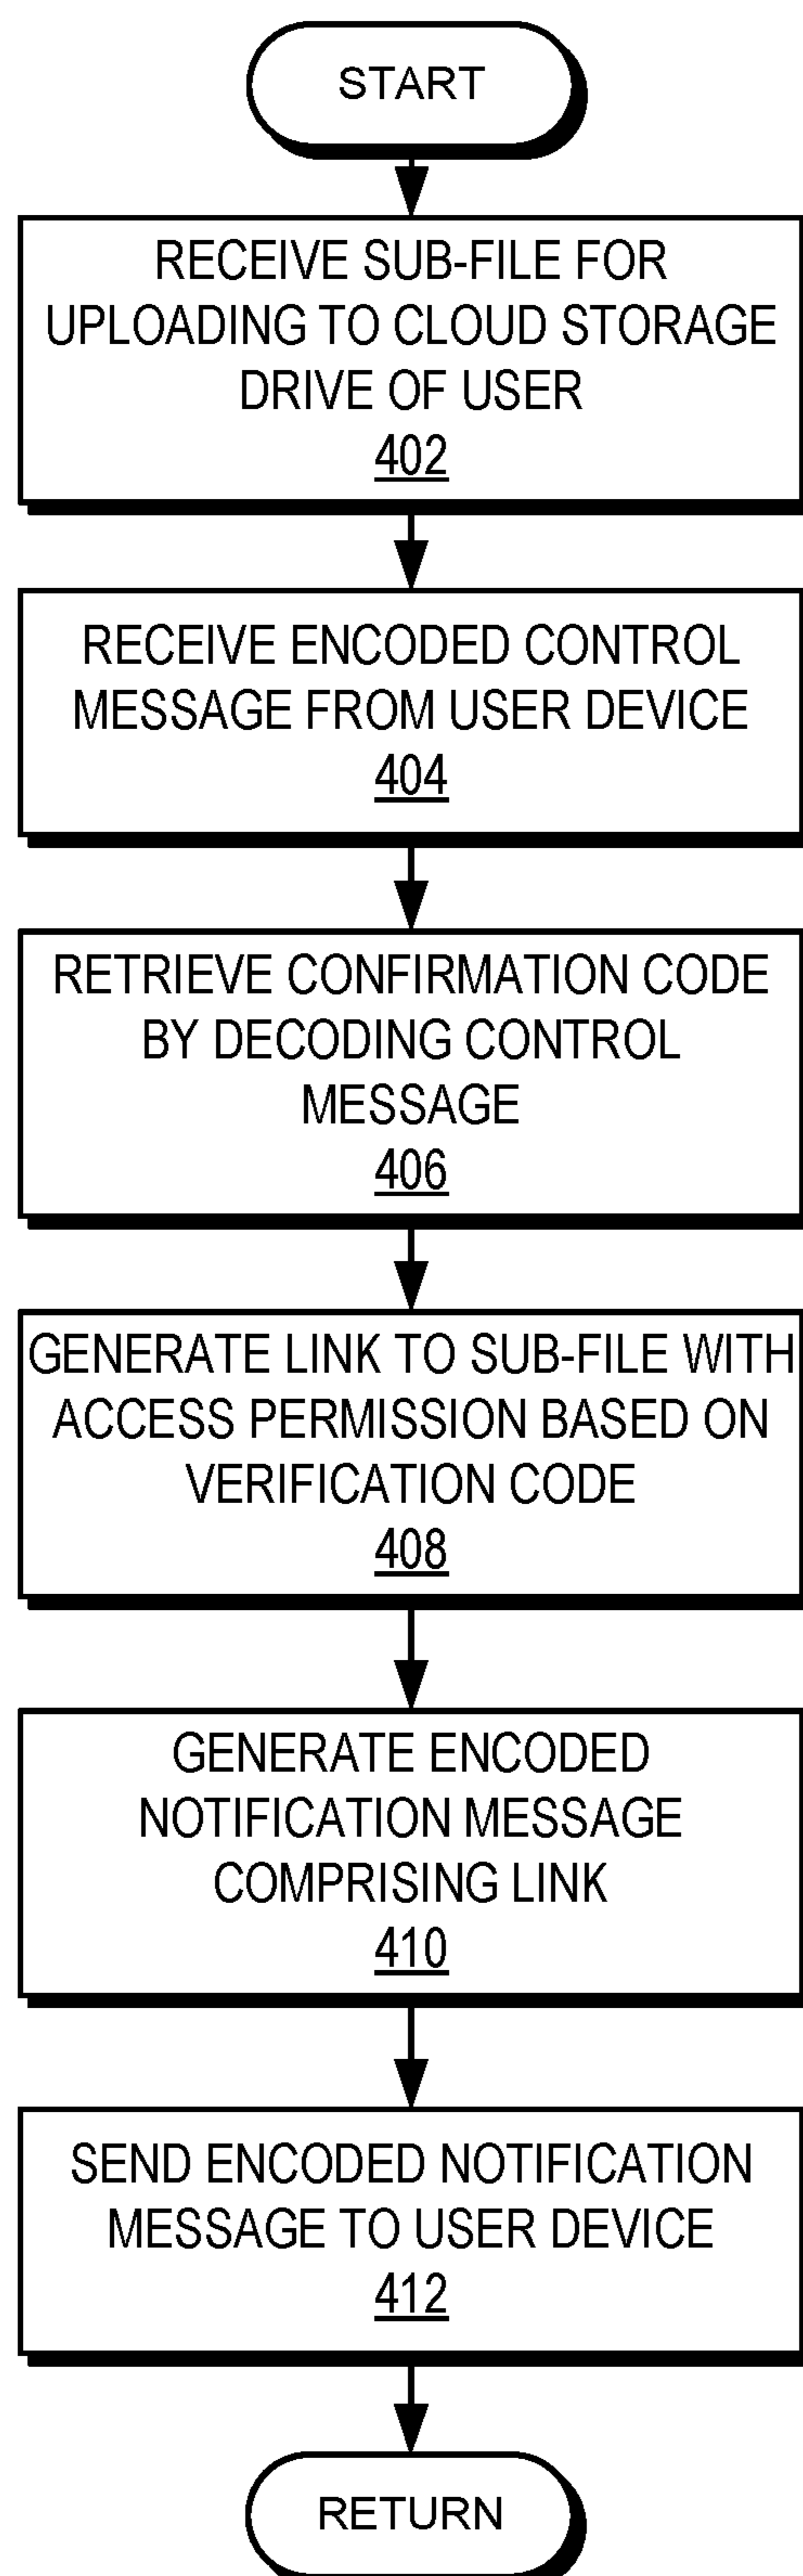 START
RECEIVE SUB-FILE FOR
UPLOADING TO CLOUD STORAGE
DRIVE OF USER
402
RECEIVE ENCODED CONTROL
MESSAGE FROM USER DEVICE
404
RETRIEVE CONFIRMATION CODE
BY DECODING CONTROL
MESSAGE
406
GENERATE LINK TO SUB-FILE WITH
ACCESS PERMISSION BASED ON
VERIFICATION CODE
408
GENERATE ENCODED
NOTIFICATION MESSAGE
COMPRISING LINK
410
SEND ENCODED NOTIFICATION
MESSAGE TO USER DEVICE
412
RETURN